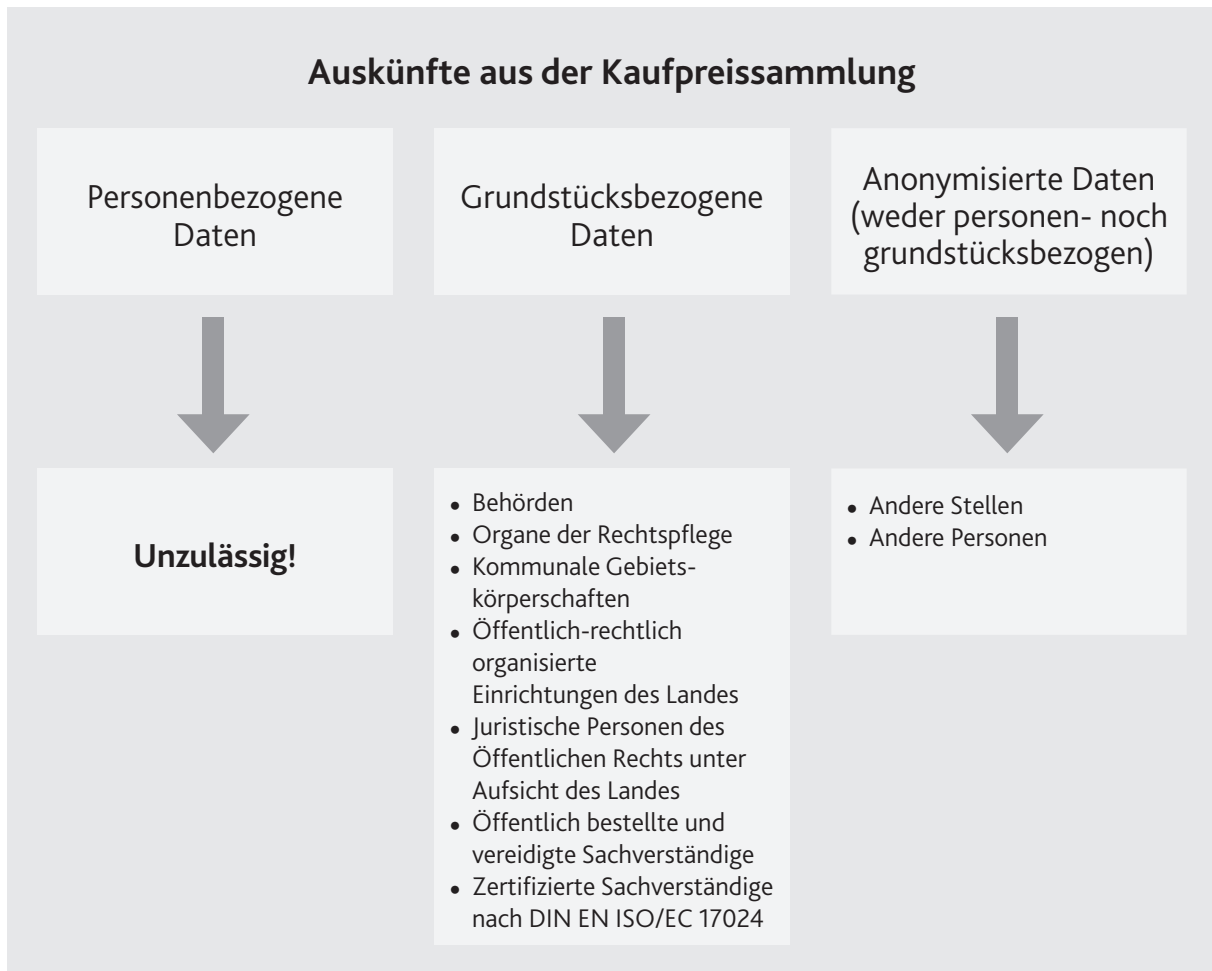 Auskünfte aus der Kaufpreissammlung
Personenbezogene
Daten
Grundstücksbezogene
Daten
Anonymisierte Daten
(weder personen- noch
grundstücksbezogen)
Unzulässig!
• Behörden
• Organe der Rechtspflege
• Kommunale Gebiets-
körperschaften
• Öffentlich-rechtlich
organisierte
Einrichtungen des Landes
• Juristische Personen des
Öffentlichen Rechts unter
Aufsicht des Landes
• Öffentlich bestellte und
vereidigte Sachverständige
• Zertifizierte Sachverständige
nach DIN EN ISO/EC 17024
• Andere Stellen
• Andere Personen